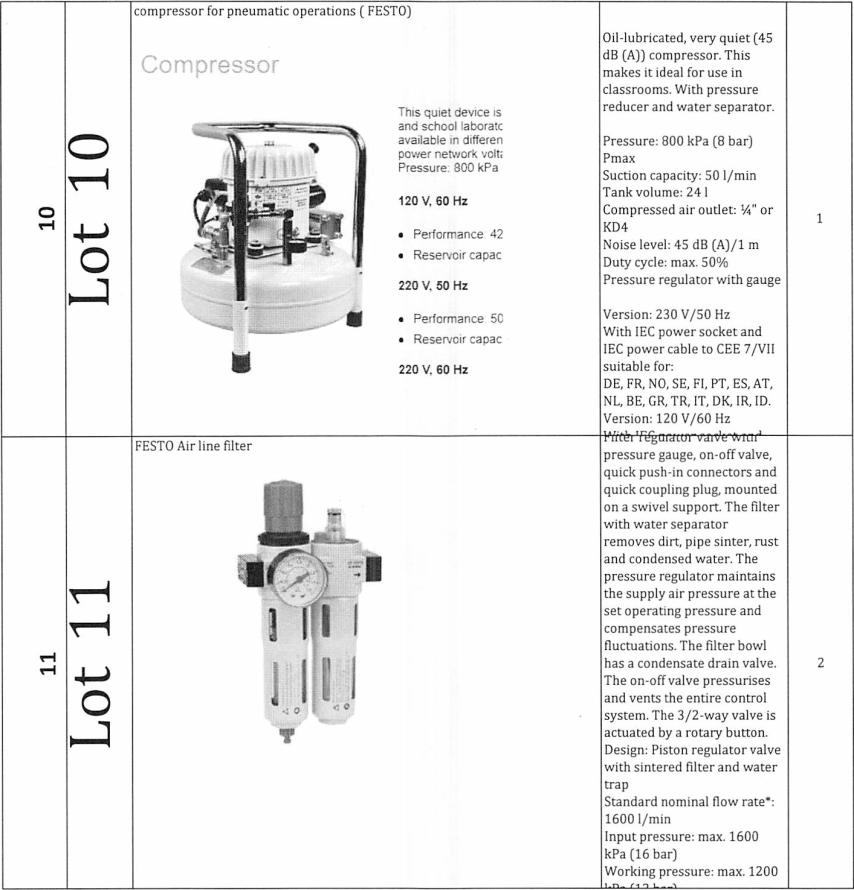 10
Lot 10
compressor for pneumatic operations ( FESTO)
Compressor
This quiet device is
and school laboratc
available in differen
power network volta
Pressure: 800 kPa
120 V, 60 Hz
• Performance: 42
• Reservoir capac
220 V, 50 Hz
• Performance: 50
• Reservoir capac
220 V, 60 Hz
Oil-lubricated, very quiet (45
dB (A)) compressor. This
makes it ideal for use in
classrooms. With pressure
reducer and water separator.
Pressure: 800 kPa (8 bar)
Pmax
Suction capacity: 50 l/min
Tank volume: 24 l
Compressed air outlet: ¼" or
KD4
Noise level: 45 dB (A)/1 m
Duty cycle: max. 50%
Pressure regulator with gauge
Version: 230 V/50 Hz
With IEC power socket and
IEC power cable to CEE 7/VII
suitable for:
DE, FR, NO, SE, FI, PT, ES, AT,
NL, BE, GR, TR, IT, DK, IR, ID.
Version: 120 V/60 Hz
1
11
Lot 11
FESTO Air line filter
Filter regulator valve with
pressure gauge, on-off valve,
quick push-in connectors and
quick coupling plug, mounted
on a swivel support. The filter
with water separator
removes dirt, pipe sinter, rust
and condensed water. The
pressure regulator maintains
the supply air pressure at the
set operating pressure and
compensates pressure
fluctuations. The filter bowl
has a condensate drain valve.
The on-off valve pressurises
and vents the entire control
system. The 3/2-way valve is
actuated by a rotary button.
Design: Piston regulator valve
with sintered filter and water
trap
Standard nominal flow rate*:
1600 l/min
Input pressure: max. 1600
kPa (16 bar)
Working pressure: max. 1200
kPa (12 bar)
2